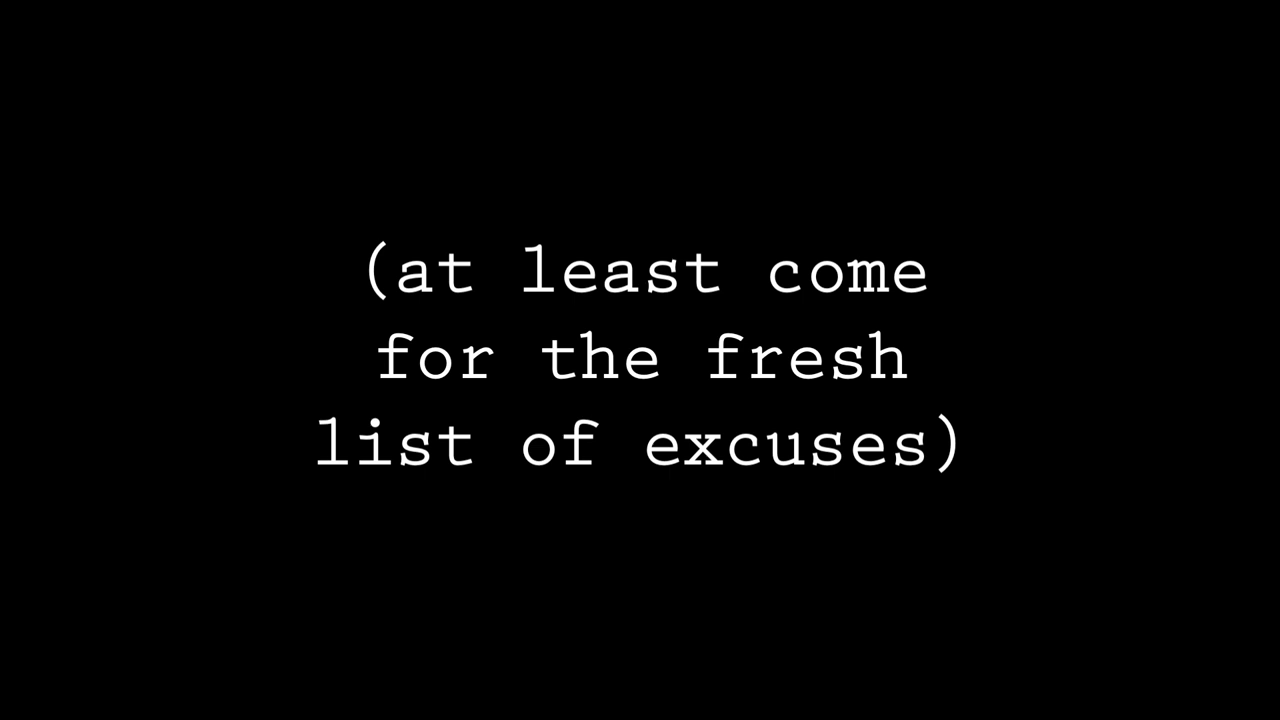 (at least come
for the fresh
list of excuses)